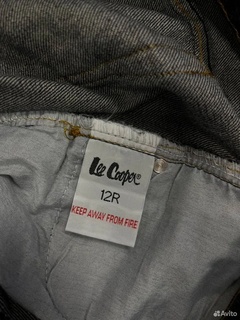 Lee Cooper®
12R
KEEP AWAY FROM FIRE
Avito